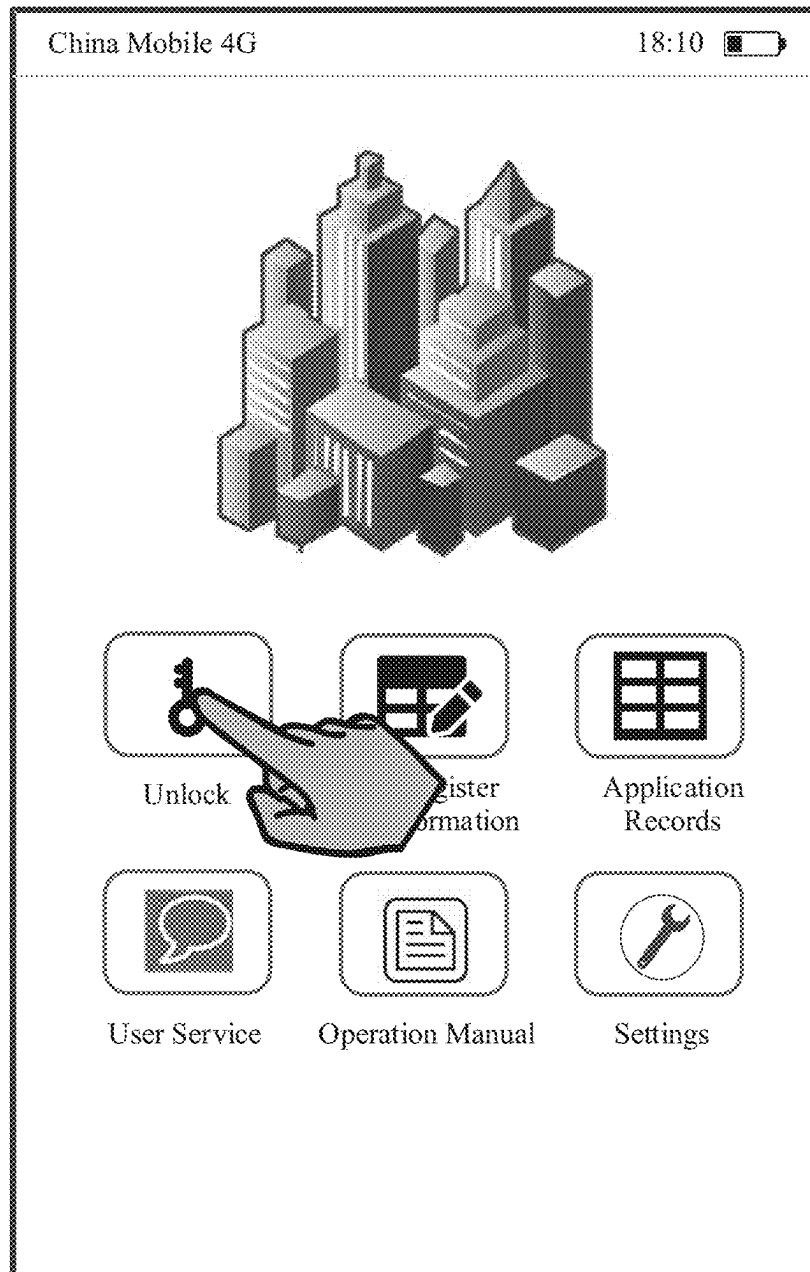 China Mobile 4G 18:10
Unlock
Application
Records
User Service Operation Manual Settings